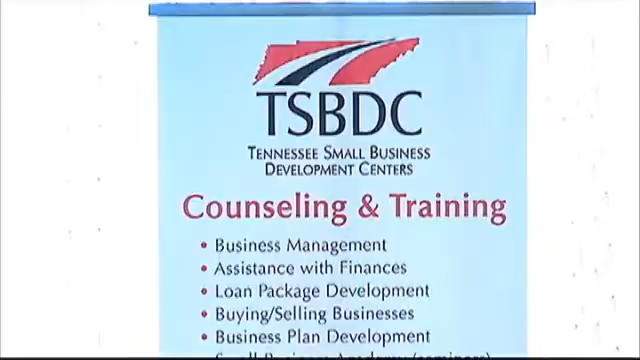 TSBDC
TENNESSEE SMALL BUSINESS
DEVELOPMENT CENTERS
Counseling & Training
• Business Management
• Assistance with Finances
• Loan Package Development
• Buying/Selling Businesses
• Business Plan Development